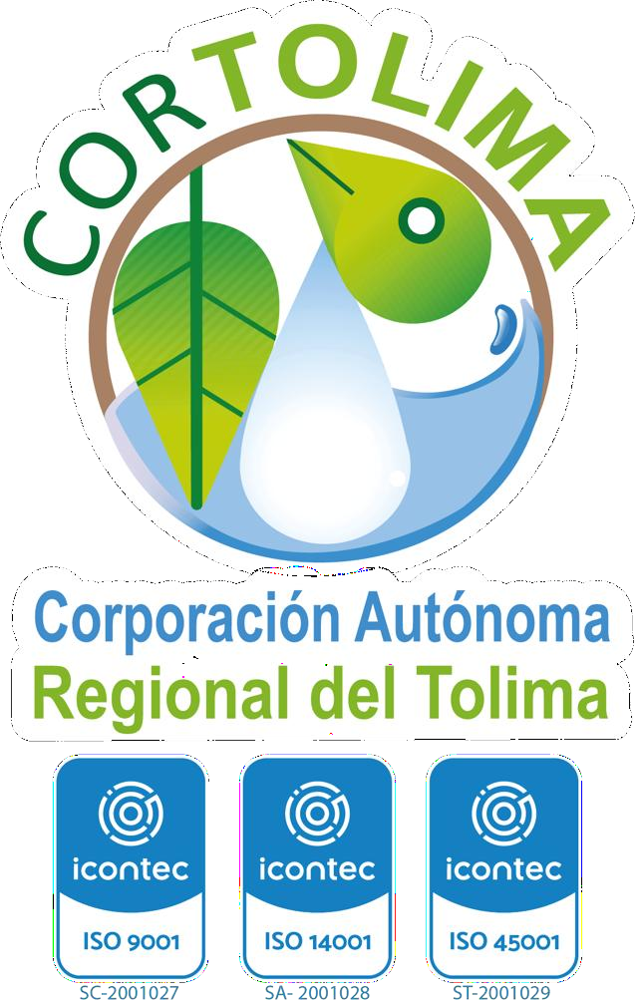 CORTOLIMA
Corporación Autónoma
Regional del Tolima
icontec icontec icontec
ISO 9001 ISO 14001 ISO 45001
SC-2001027 SA- 2001028 ST-2001029